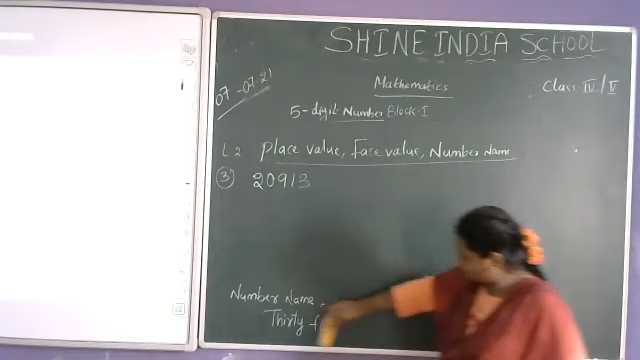 SHINE INDIA SCHOOL
07-07-21
Mathematics
Class IV/V
5-digit Number Block-I
L 2 Place value, Face value, Number Name
3 20913
Number Name -
Thirty f